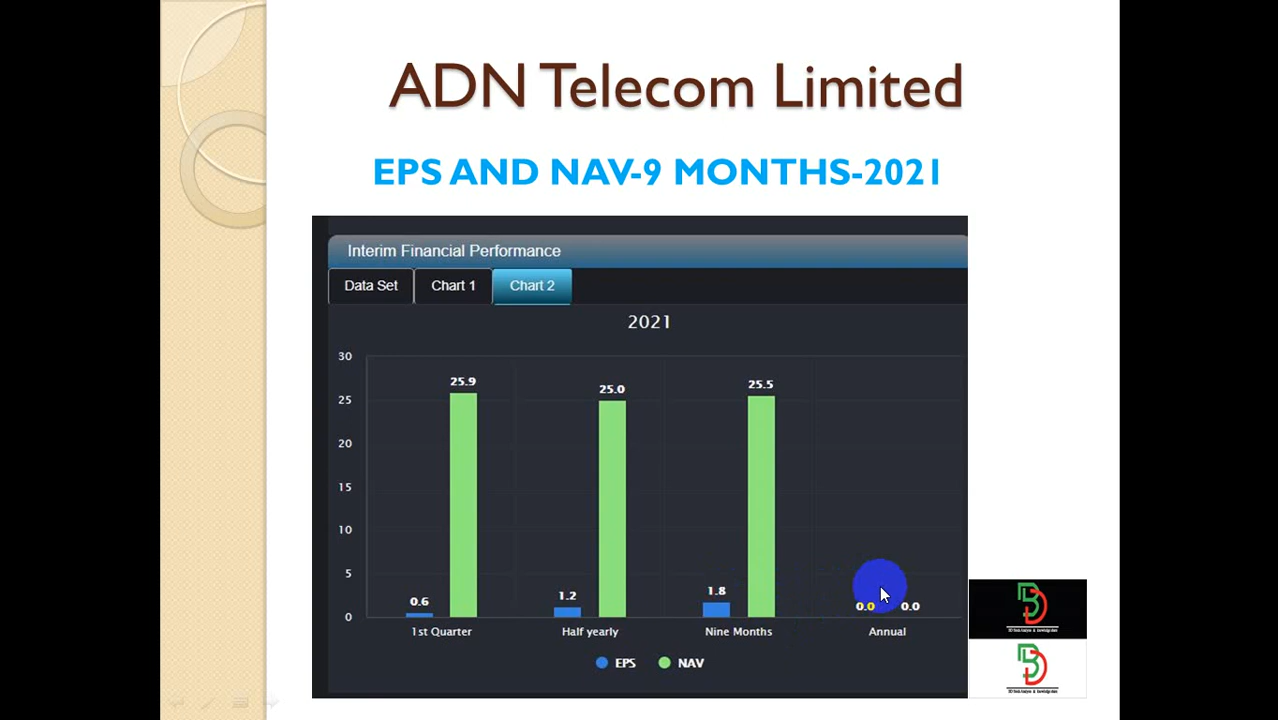 ADN Telecom Limited
EPS AND NAV-9 MONTHS-2021
Interim Financial Performance
Data Set Chart 1 Chart 2
2021
30
25
20
15
10
5
0
25.9
25.0
25.5
0.6
1.2
1.8
0.0 0.0
1st Quarter Half yearly Nine Months Annual
EPS NAV